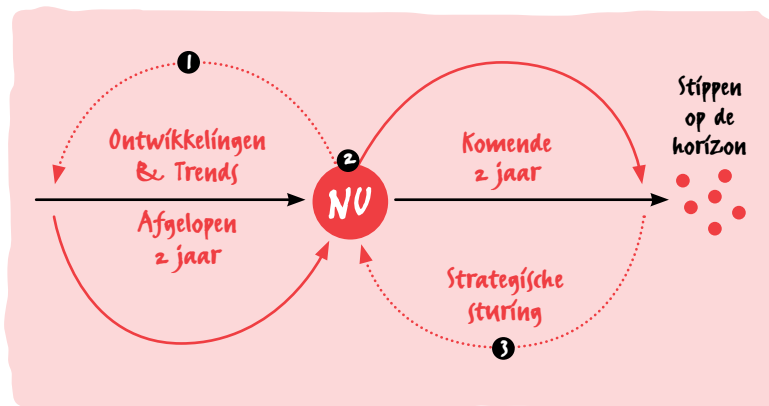 1
Ontwikkelingen
& Trends
Afgelopen
2 jaar
2
NU
Komende
2 jaar
Strategische
sturing
3
Stippen
op de
horizon